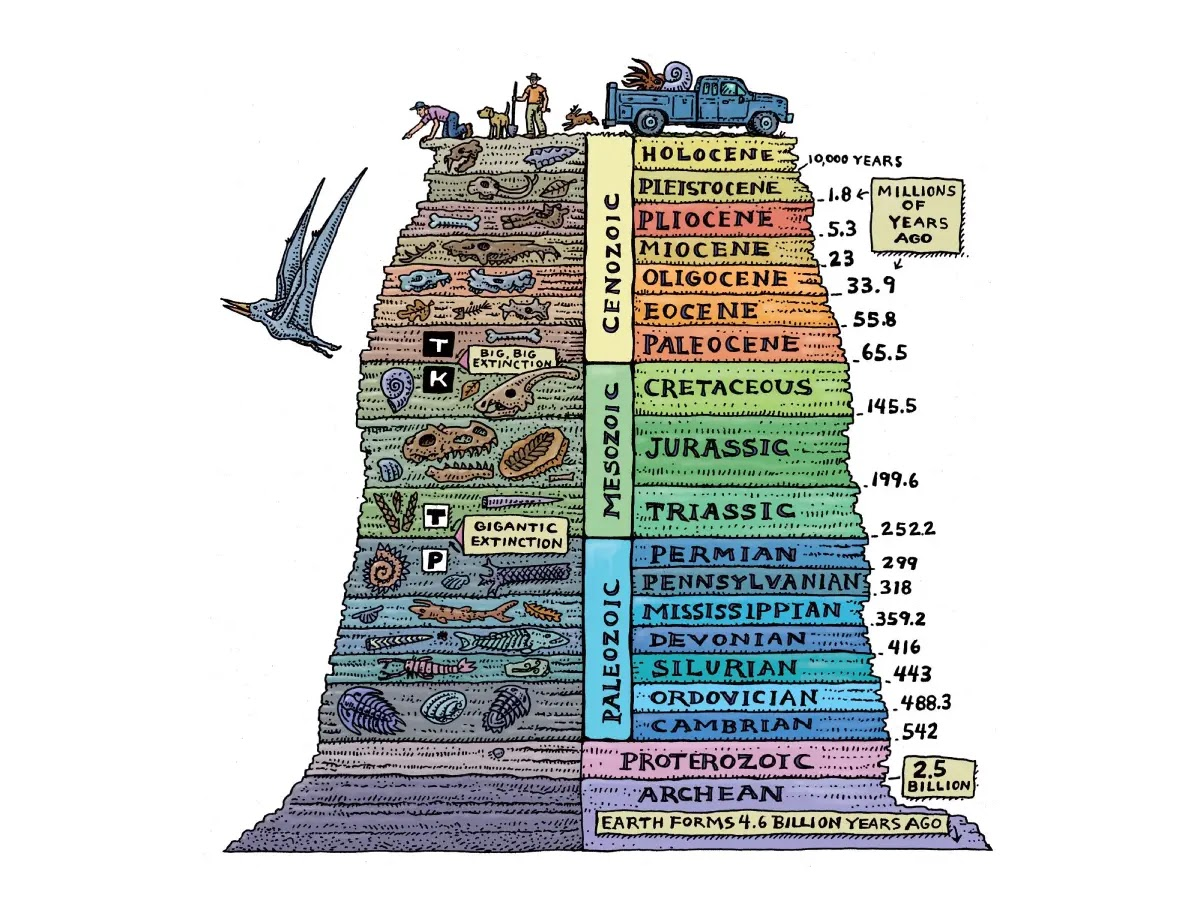 HOLOCENE
10,000 YEARS
PLEISTOCENE
1.8
MILLIONS
OF
YEARS
AGO
PLIOCENE
5.3
MIOCENE
23
OLIGOCENE
33.9
EOCENE
55.8
PALEOCENE
65.5
CENOZOIC
T
BIG, BIG
EXTINCTION
K
CRETACEOUS
145.5
JURASSIC
199.6
TRIASSIC
252.2
MESOZOIC
T
GIGANTIC
EXTINCTION
P
PERMIAN
299
PENNSYLVANIAN
318
MISSISSIPPIAN
359.2
DEVONIAN
416
SILURIAN
443
ORDOVICIAN
488.3
CAMBRIAN
542
PALEOZOIC
PROTEROZOIC
2.5
BILLION
ARCHEAN
EARTH FORMS 4.6 BILLION YEARS AGO